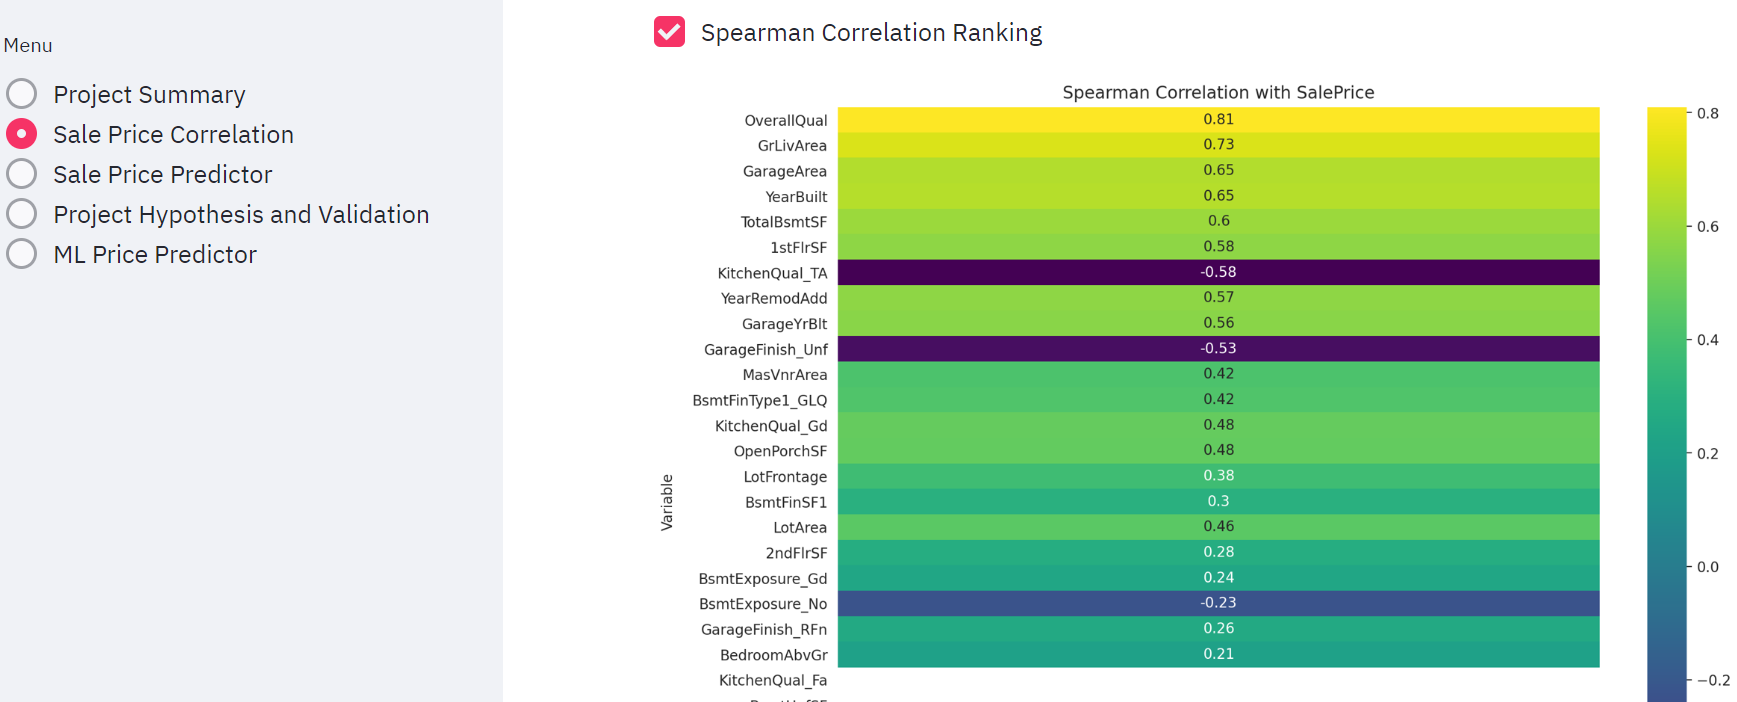 Menu
Project Summary
Sale Price Correlation
Sale Price Predictor
Project Hypothesis and Validation
ML Price Predictor
Spearman Correlation Ranking
Spearman Correlation with SalePrice
Variable
OverallQual 0.81
GrLivArea 0.73
GarageArea 0.65
YearBuilt 0.65
TotalBsmtSF 0.6
1stFlrSF 0.58
KitchenQual_TA -0.58
YearRemodAdd 0.57
GarageYrBlt 0.56
GarageFinish_Unf -0.53
MasVnrArea 0.42
BsmtFinType1_GLQ 0.42
KitchenQual_Gd 0.48
OpenPorchSF 0.48
LotFrontage 0.38
BsmtFinSF1 0.3
LotArea 0.46
2ndFlrSF 0.28
BsmtExposure_Gd 0.24
BsmtExposure_No -0.23
GarageFinish_RFn 0.26
BedroomAbvGr 0.21
KitchenQual_Fa
0.8
0.6
0.4
0.2
0.0
−0.2